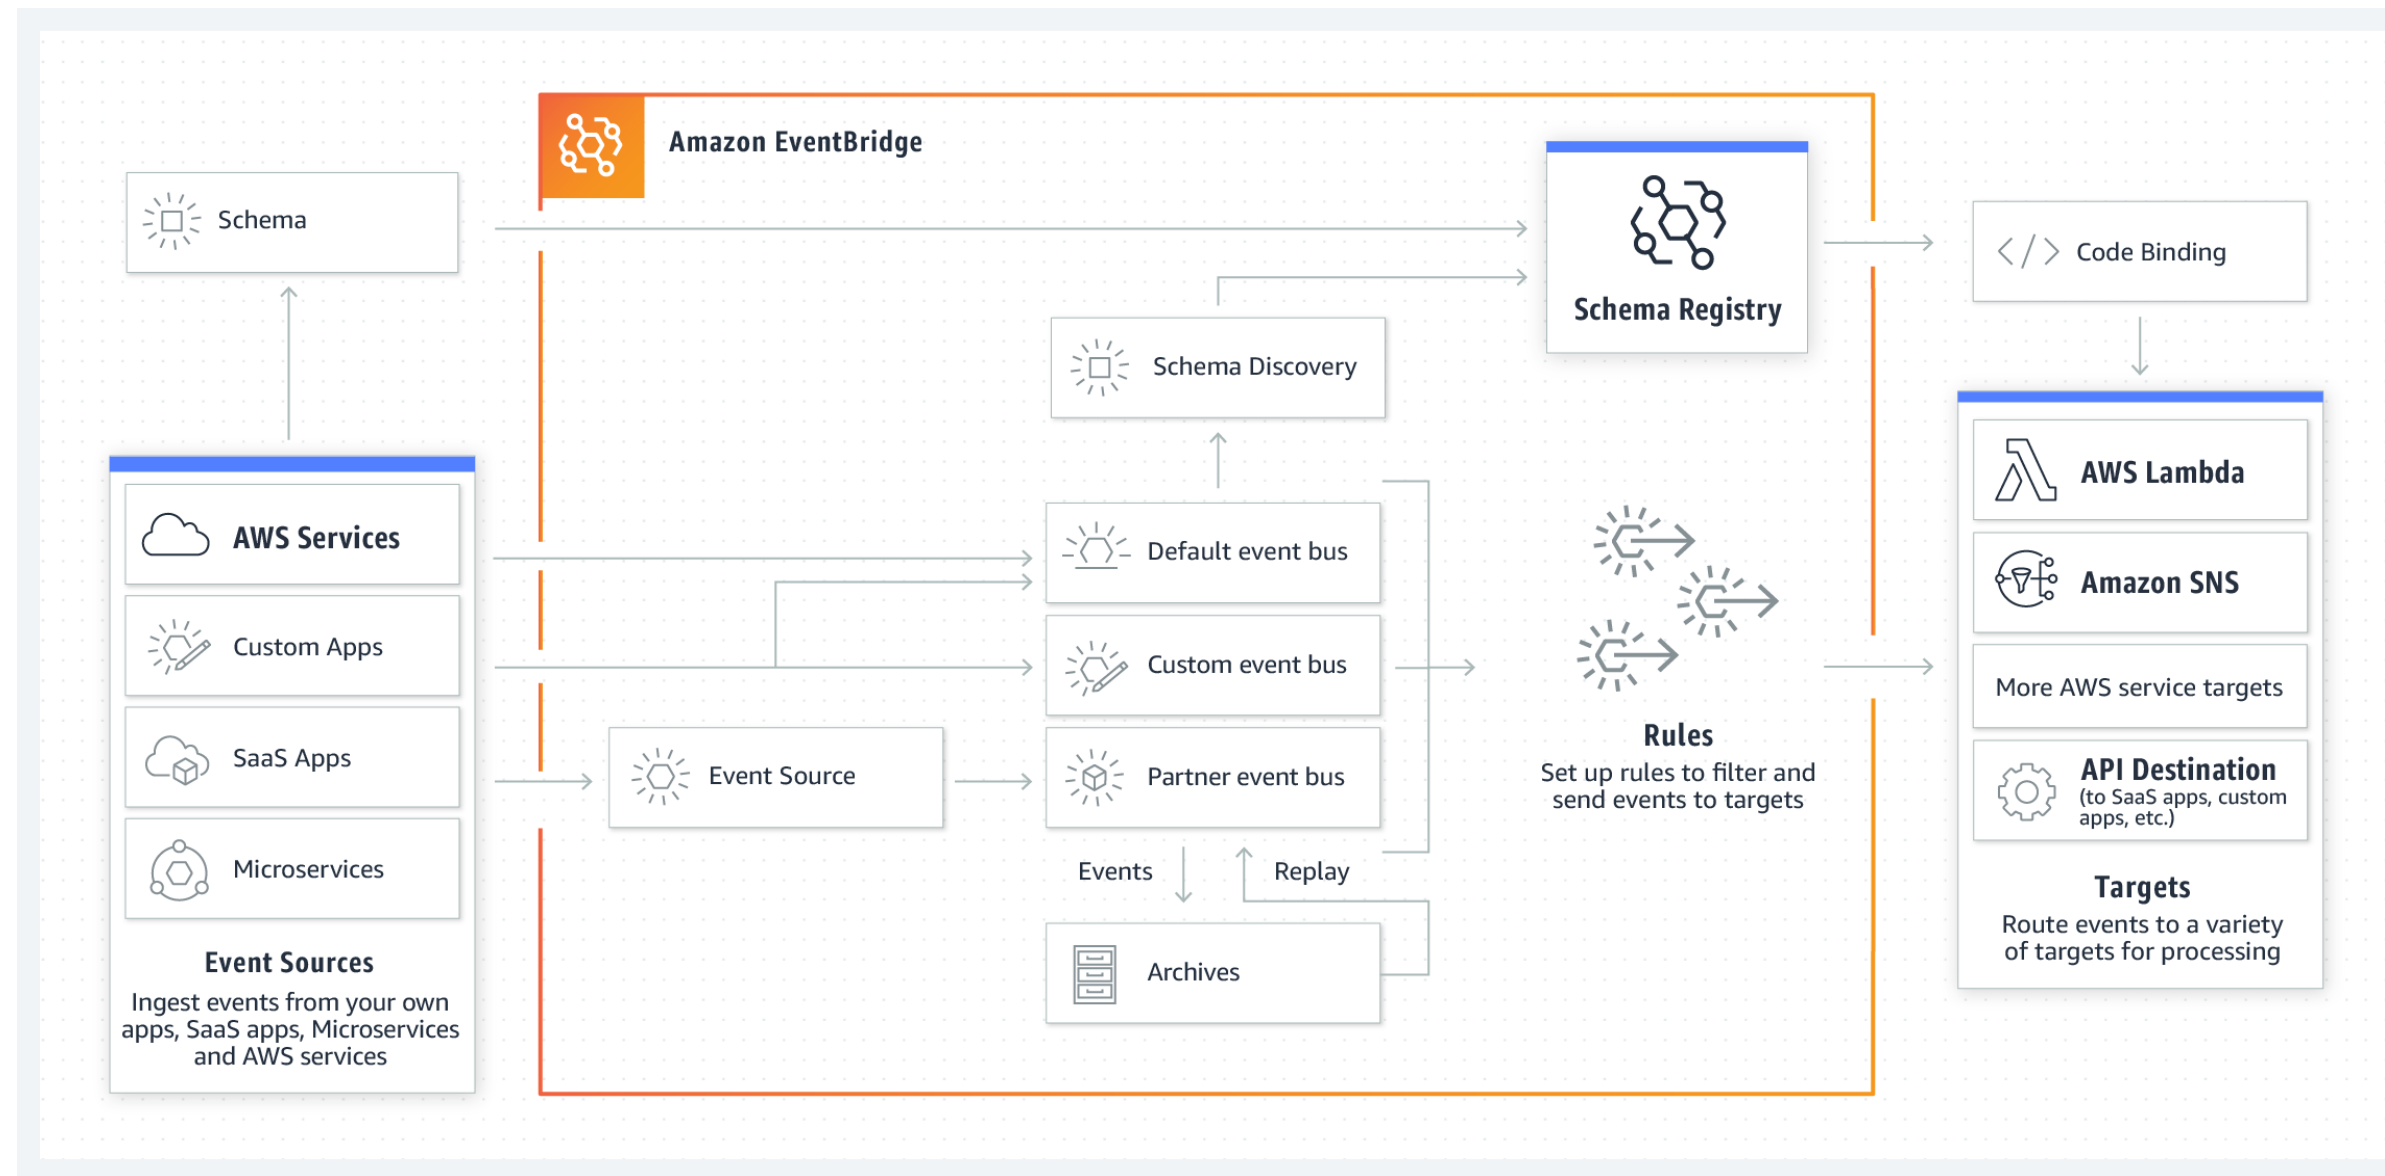 Amazon EventBridge
Schema
Schema Registry
Code Binding
Schema Discovery
AWS Services
Custom Apps
SaaS Apps
Microservices
Event Sources
Ingest events from your own
apps, SaaS apps, Microservices
and AWS services
Event Source
Default event bus
Custom event bus
Partner event bus
Events
Replay
Archives
Rules
Set up rules to filter and
send events to targets
AWS Lambda
Amazon SNS
More AWS service targets
API Destination
(to SaaS apps, custom
apps, etc.)
Targets
Route events to a variety
of targets for processing